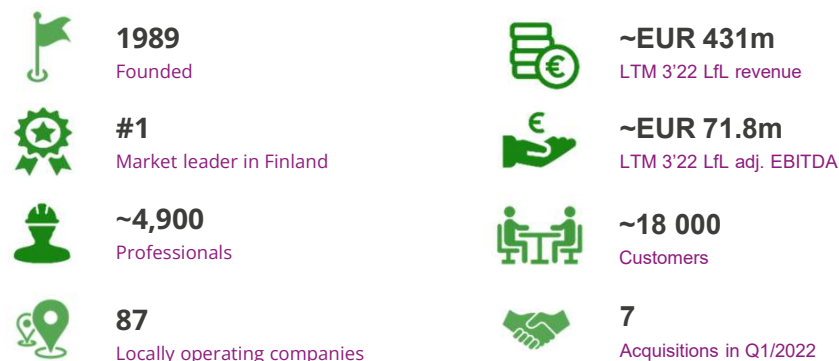 1989
Founded
#1
Market leader in Finland
~4,900
Professionals
87
Locally operating companies
~EUR 431m
LTM 3'22 LfL revenue
€
~EUR 71.8m
LTM 3'22 LfL adj. EBITDA
€
~18 000
Customers
7
Acquisitions in Q1/2022